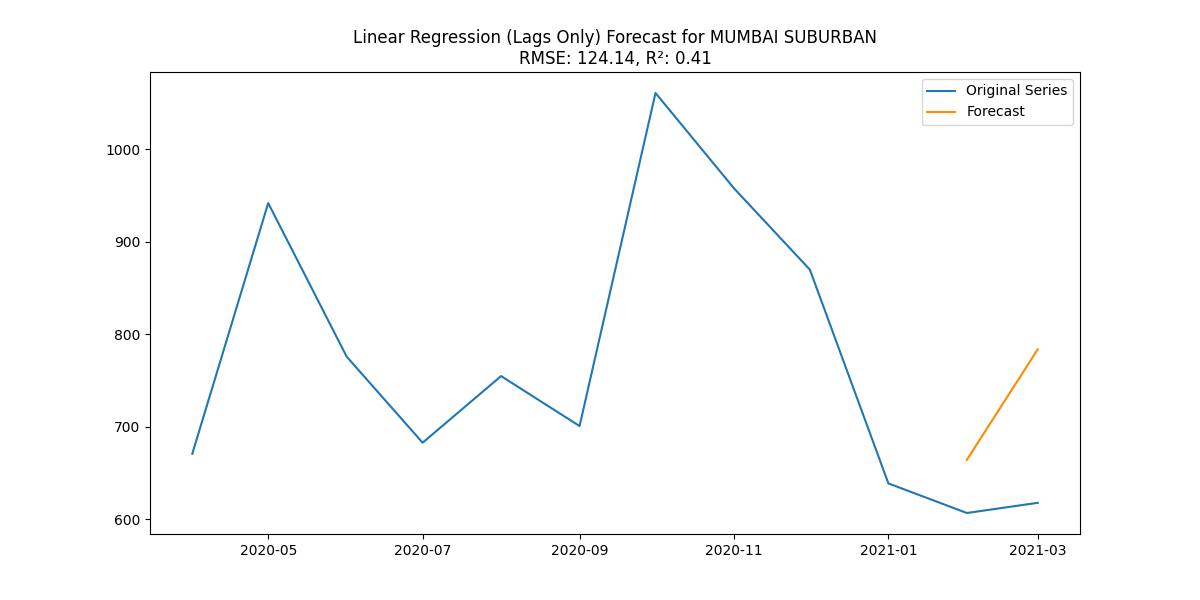 Linear Regression (Lags Only) Forecast for MUMBAI SUBURBAN
RMSE: 124.14, R²: 0.41
Original Series
Forecast
1000
900
800
700
600
2020-05 2020-07 2020-09 2020-11 2021-01 2021-03